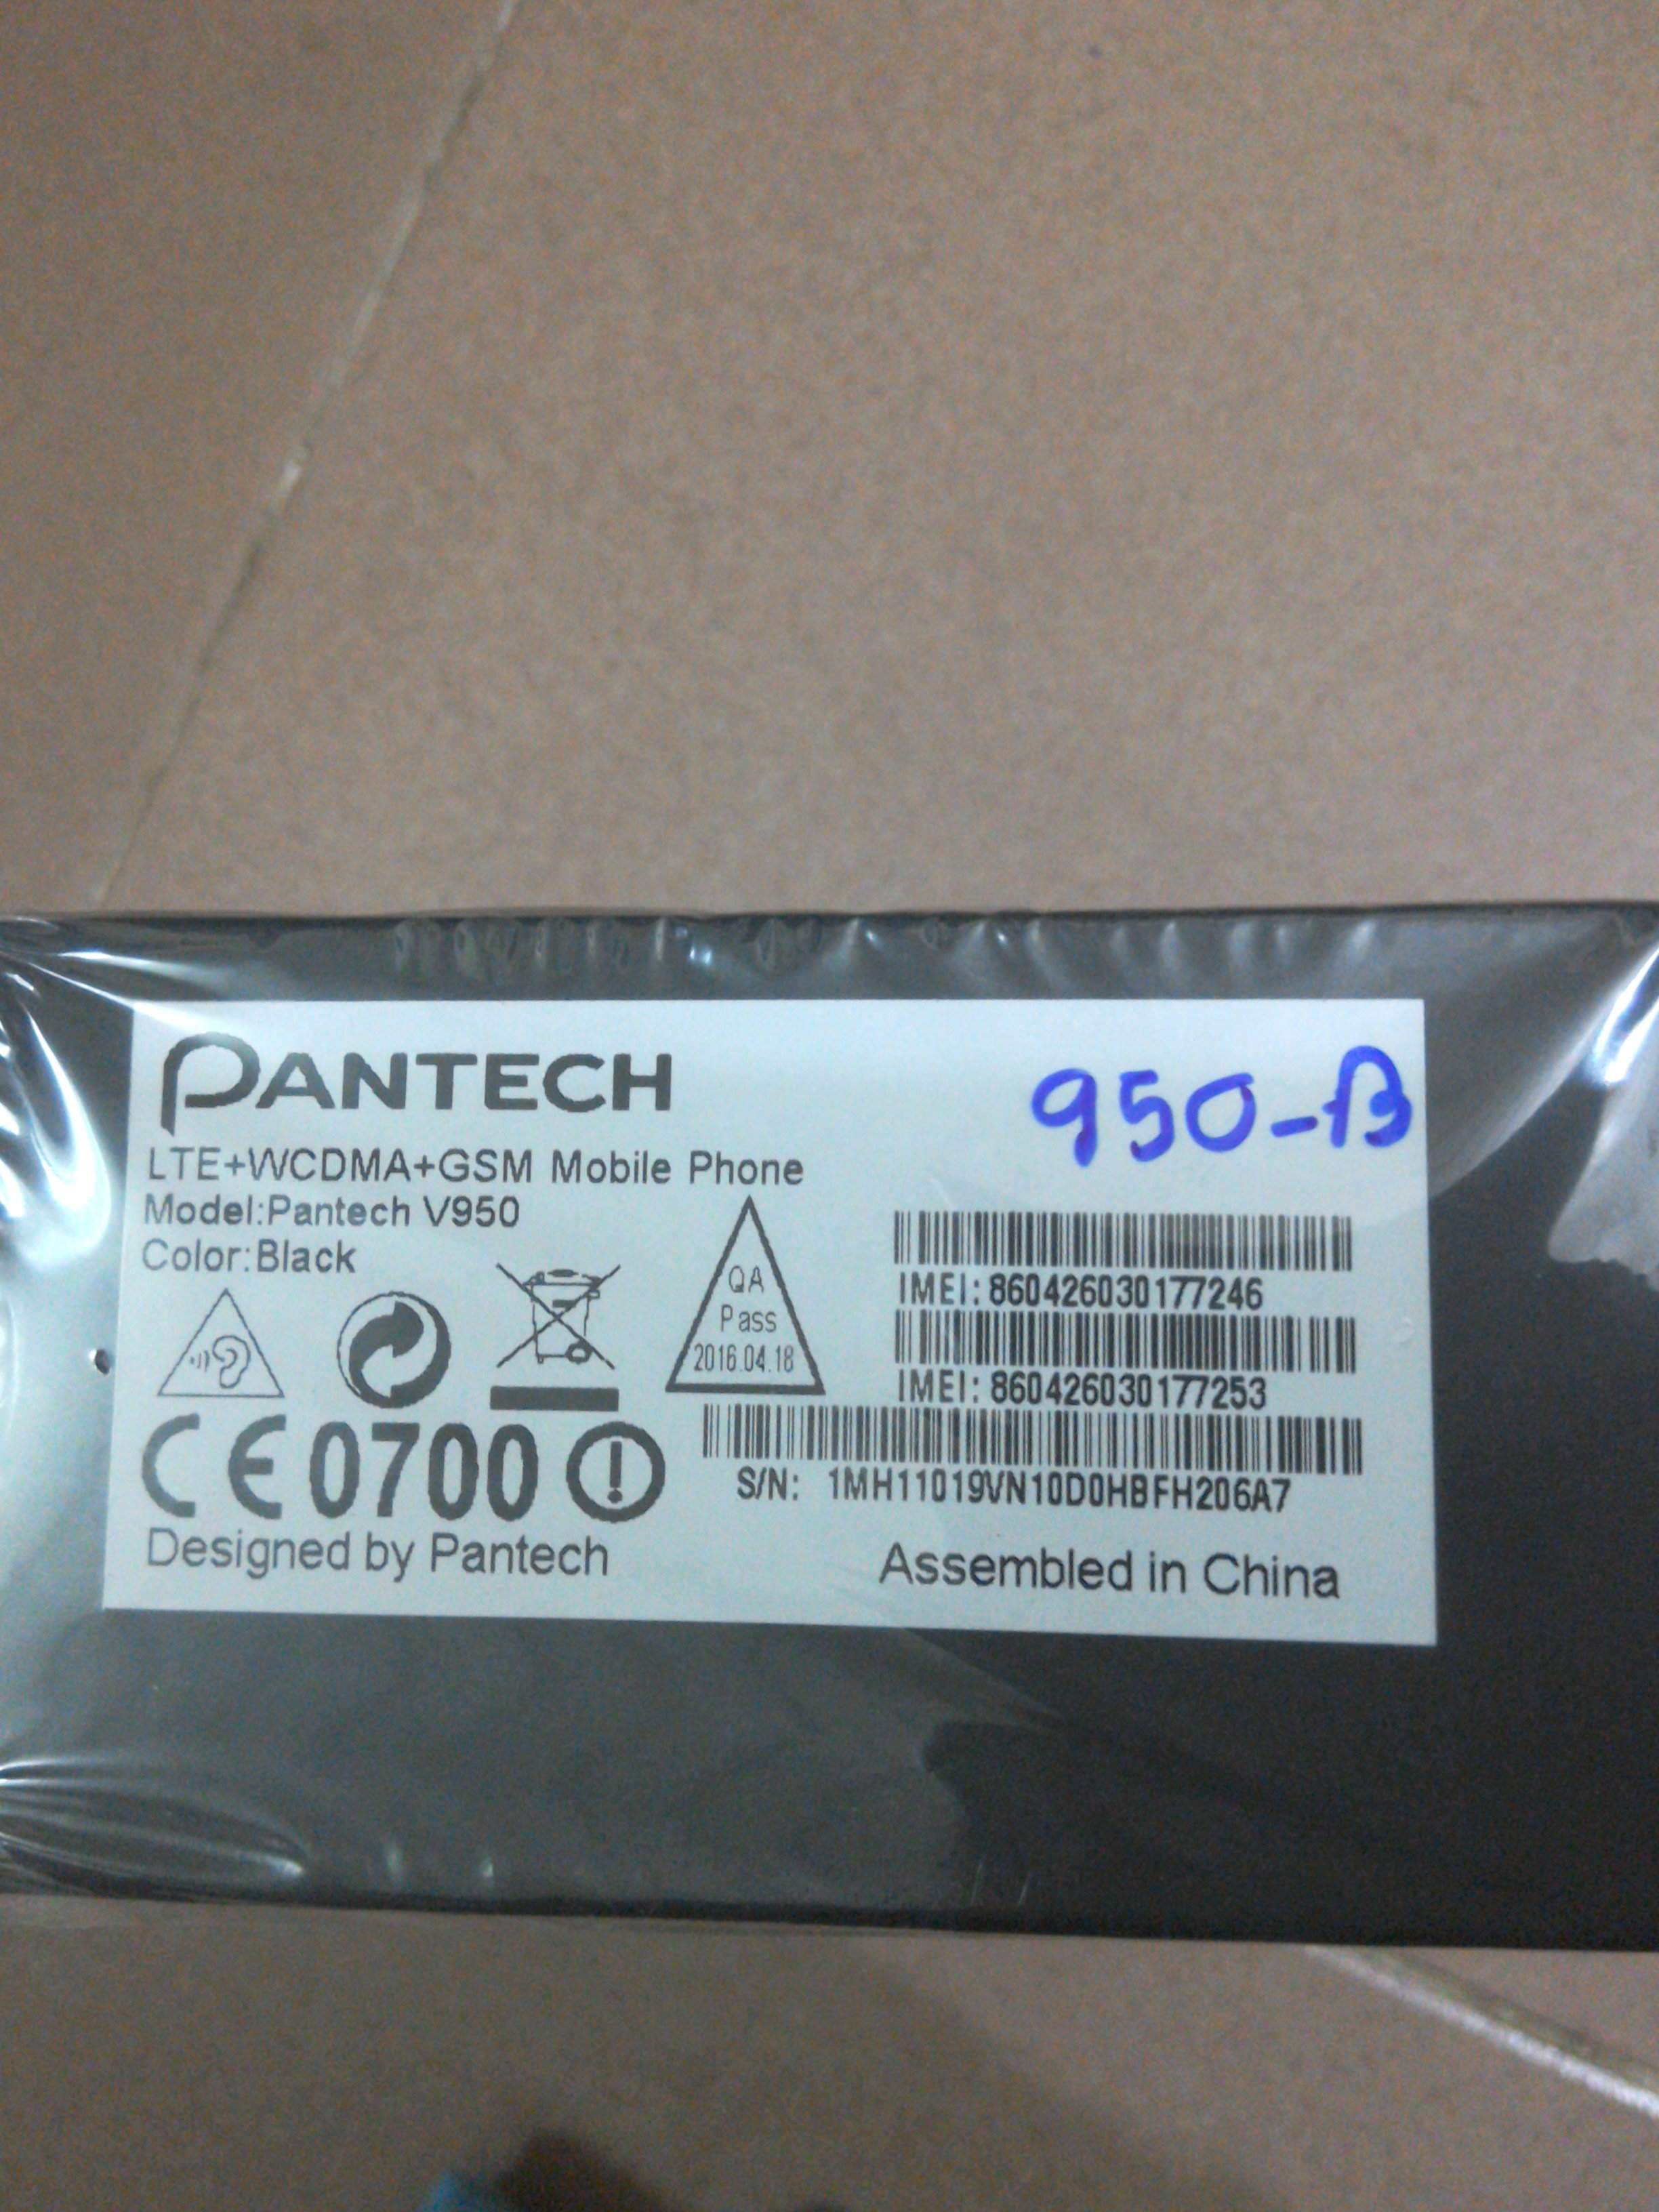 PANTECH
950-B
LTE+WCDMA+GSM Mobile Phone
Model:Pantech V950
Color:Black
QA
Pass
2016.04.18
IMEI: 860426030177246
IMEI: 860426030177253
CE0700
S/N: 1MH11019VN10D0HBFH206A7
Designed by Pantech
Assembled in China